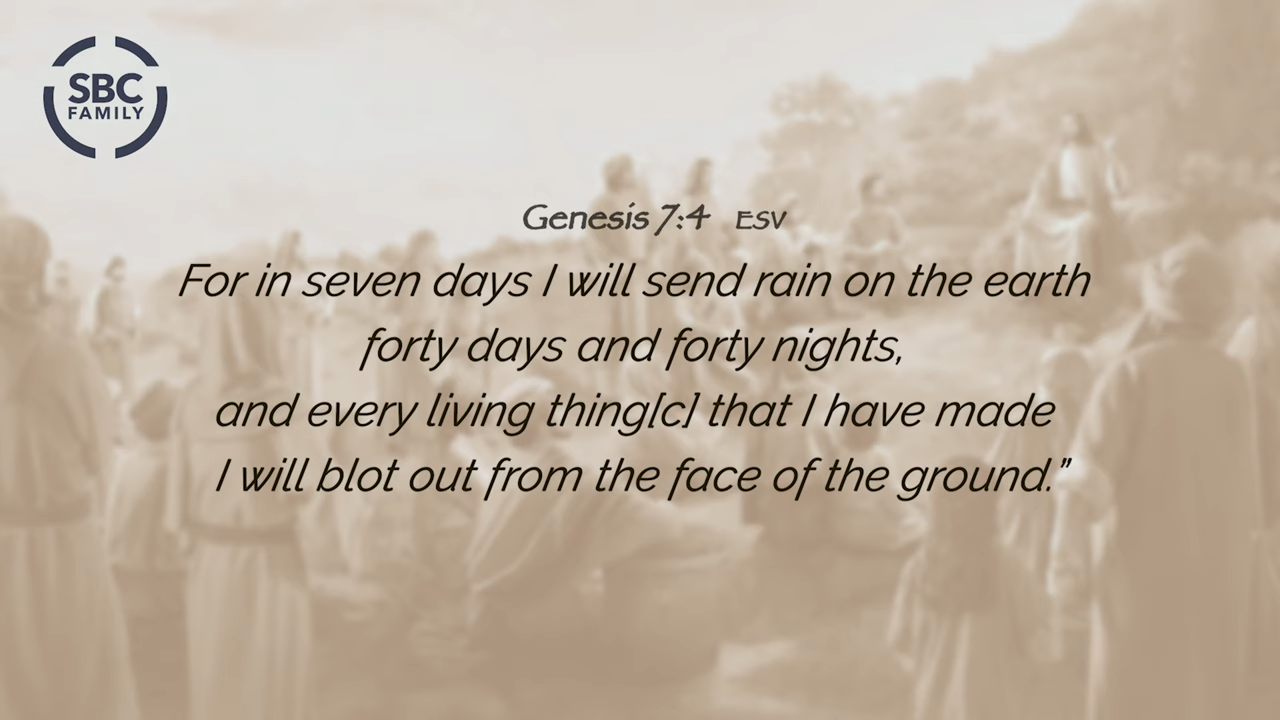 SBC
FAMILY
Genesis 7:4 ESV
For in seven days I will send rain on the earth
forty days and forty nights,
and every living thing[c] that I have made
I will blot out from the face of the ground.”